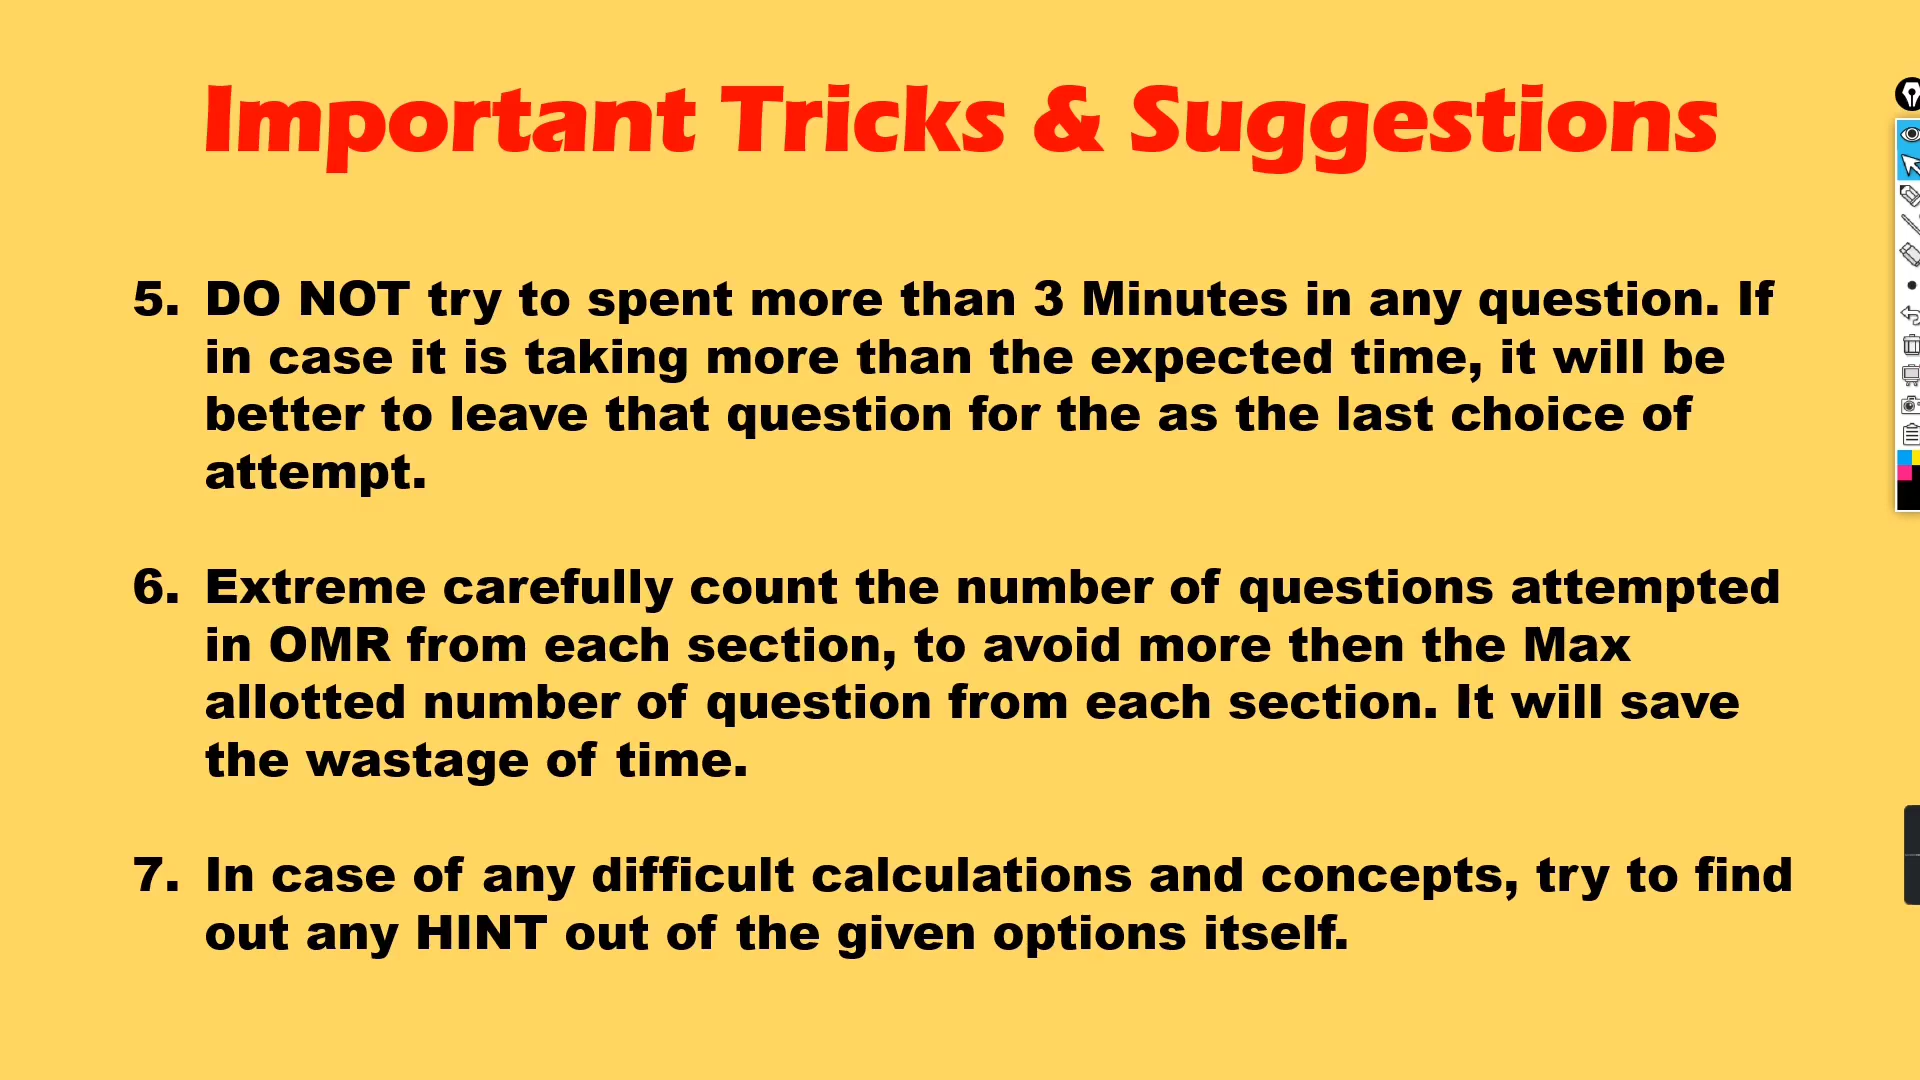 Important Tricks & Suggestions
5. DO NOT try to spent more than 3 Minutes in any question. If
in case it is taking more than the expected time, it will be
better to leave that question for the as the last choice of
attempt.
6. Extreme carefully count the number of questions attempted
in OMR from each section, to avoid more then the Max
allotted number of question from each section. It will save
the wastage of time.
7. In case of any difficult calculations and concepts, try to find
out any HINT out of the given options itself.